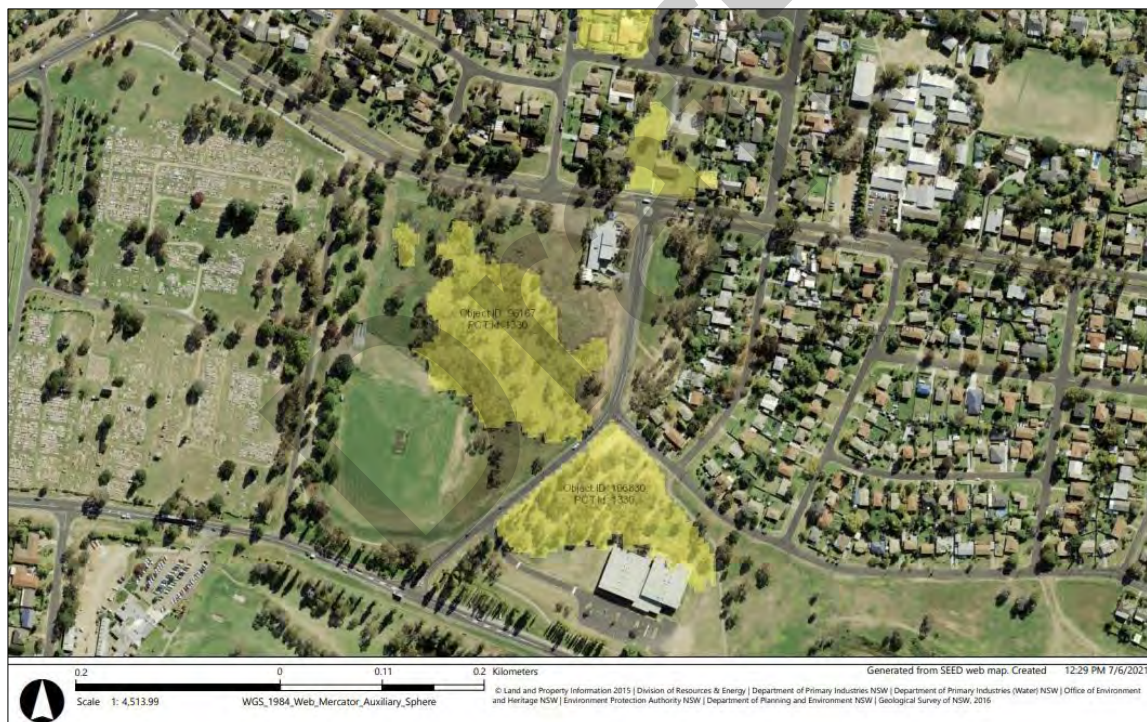 Object ID: 96167
PCT Id: 1330
Object ID: 106830
PCT Id: 1330
0.2 0 0.11 0.2 Kilometers
Scale 1: 4,513.99 WGS_1984_Web_Mercator_Auxiliary_Sphere
Generated from SEED web map. Created 12:29 PM 7/6/2021
© Land and Property Information 2015 | Division of Resources & Energy | Department of Primary Industries NSW | Department of Primary Industries (Water) NSW | Office of Environment
and Heritage NSW | Environment Protection Authority NSW | Department of Planning and Environment NSW | Geological Survey of NSW, 2016